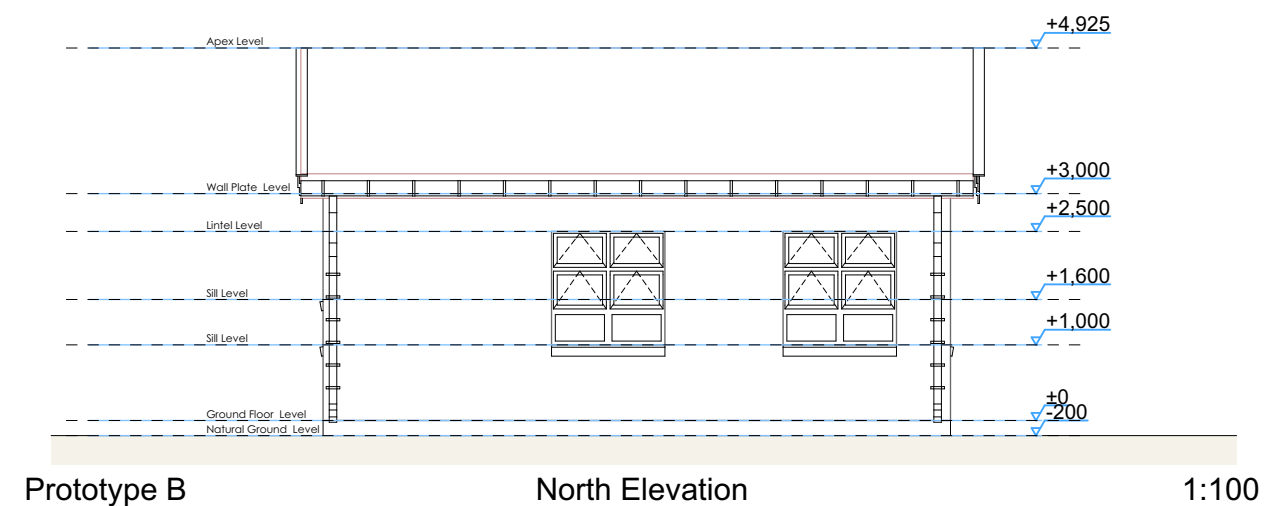 Apex Level +4,925
Wall Plate Level +3,000
Lintel Level +2,500
Sill Level +1,600
Sill Level +1,000
Ground Floor Level ±0
Natural Ground Level -200
Prototype B North Elevation 1:100